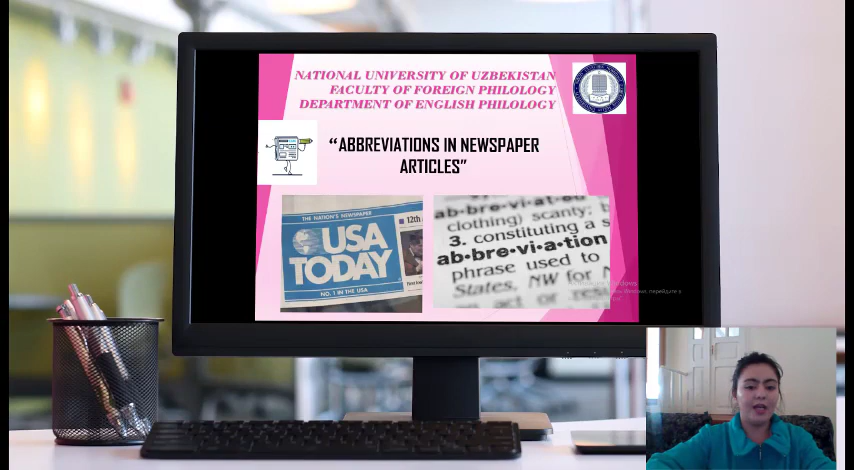 NATIONAL UNIVERSITY OF UZBEKISTAN
FACULTY OF FOREIGN PHILOLOGY
DEPARTMENT OF ENGLISH PHILOLOGY
“ABBREVIATIONS IN NEWSPAPER
ARTICLES”
THE NATION'S NEWSPAPER
USA
TODAY
NO. 1 IN THE USA
12th
ab•bre•vi•at•ed
clothing) scanty;
3. constituting a s
ab•bre•vi•a•tion
phrase used to
States, NW for N
act or